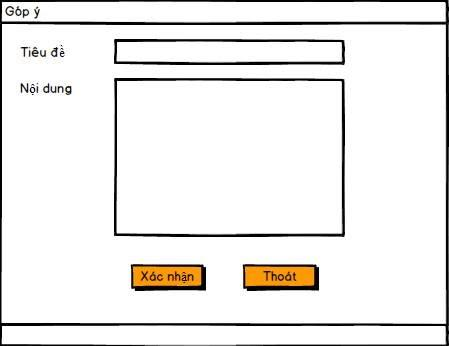 Góp ý
Tiêu đề
Nội dung
Xác nhận
Thoát